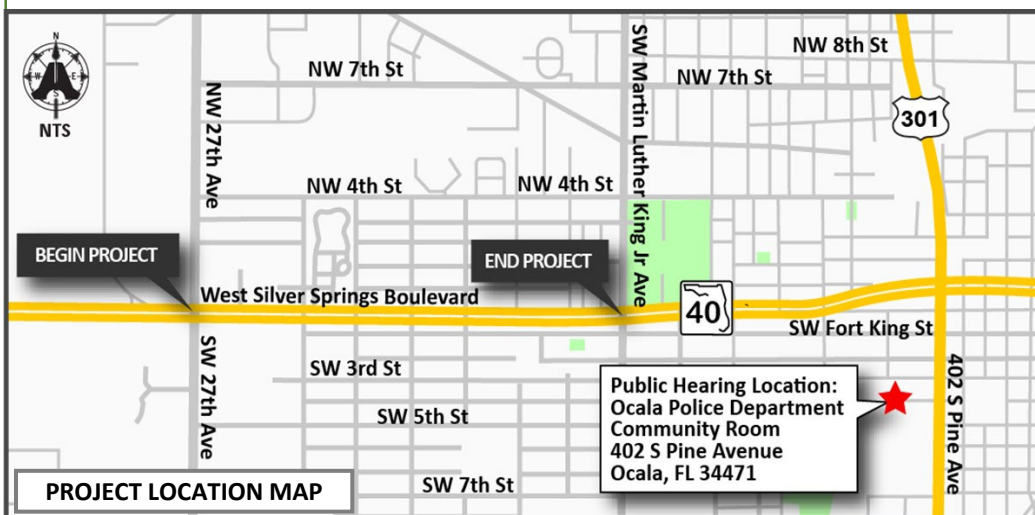 N
W E
S
NTS
NW 27th Ave
NW 7th St
SW Martin Luther King Jr Ave
NW 8th St
NW 7th St
301
NW 4th St
NW 4th St
BEGIN PROJECT
END PROJECT
West Silver Springs Boulevard
40
SW Fort King St
SW 27th Ave
SW 3rd St
SW 5th St
SW 7th St
Public Hearing Location:
Ocala Police Department
Community Room
402 S Pine Avenue
Ocala, FL 34471
402 S Pine Ave
PROJECT LOCATION MAP